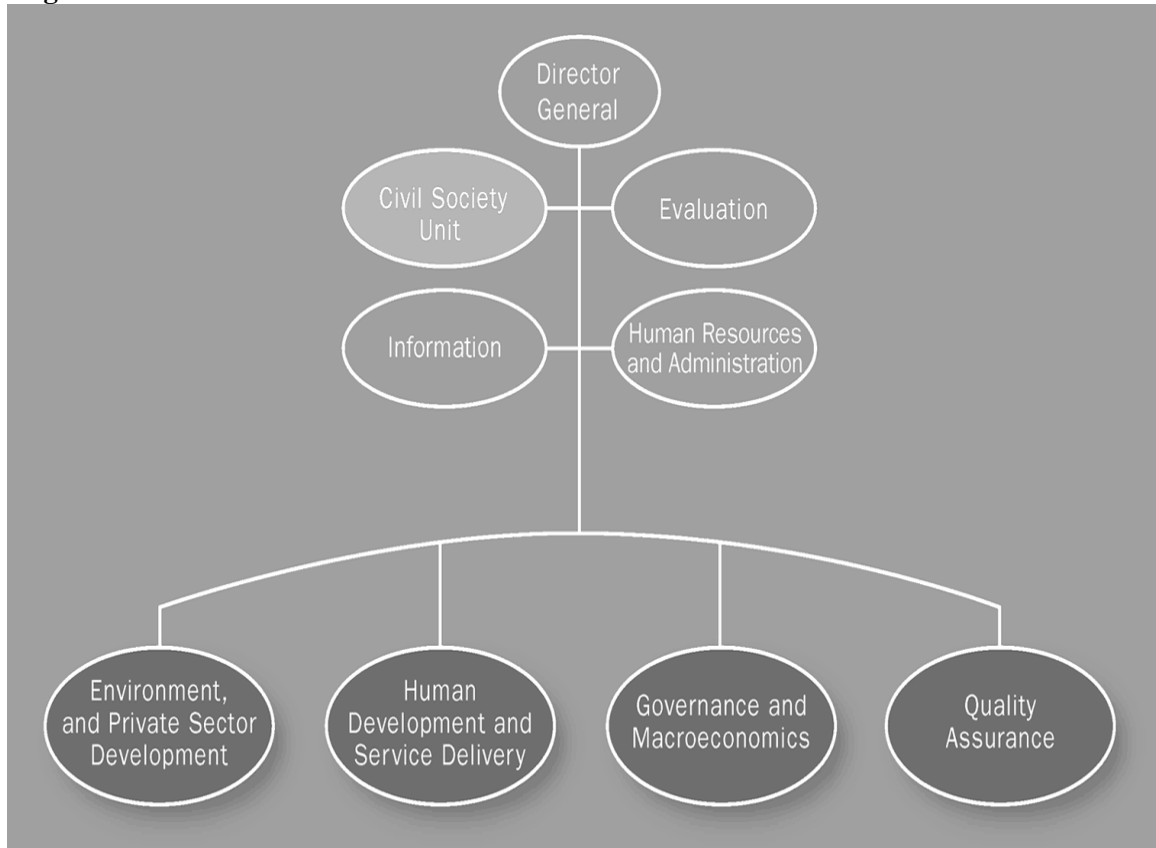 Director
General
Civil Society
Unit
Evaluation
Information
Human Resources
and Administration
Environment,
and Private Sector
Development
Human
Development and
Service Delivery
Governance and
Macroeconomics
Quality
Assurance